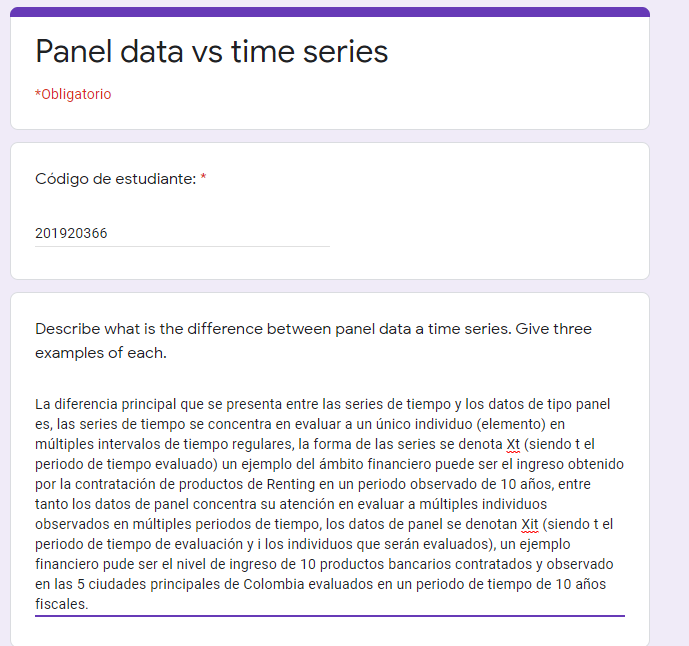 Panel data vs time series
*Obligatorio
Código de estudiante: *
201920366
Describe what is the difference between panel data a time series. Give three
examples of each.
La diferencia principal que se presenta entre las series de tiempo y los datos de tipo panel
es, las series de tiempo se concentra en evaluar a un único individuo (elemento) en
múltiples intervalos de tiempo regulares, la forma de las series se denota Xt (siendo t el
periodo de tiempo evaluado) un ejemplo del ámbito financiero puede ser el ingreso obtenido
por la contratación de productos de Renting en un periodo observado de 10 años, entre
tanto los datos de panel concentra su atención en evaluar a múltiples individuos
observados en múltiples periodos de tiempo, los datos de panel se denotan Xit (siendo t el
periodo de tiempo de evaluación y i los individuos que serán evaluados), un ejemplo
financiero pude ser el nivel de ingreso de 10 productos bancarios contratados y observado
en las 5 ciudades principales de Colombia evaluados en un periodo de tiempo de 10 años
fiscales.